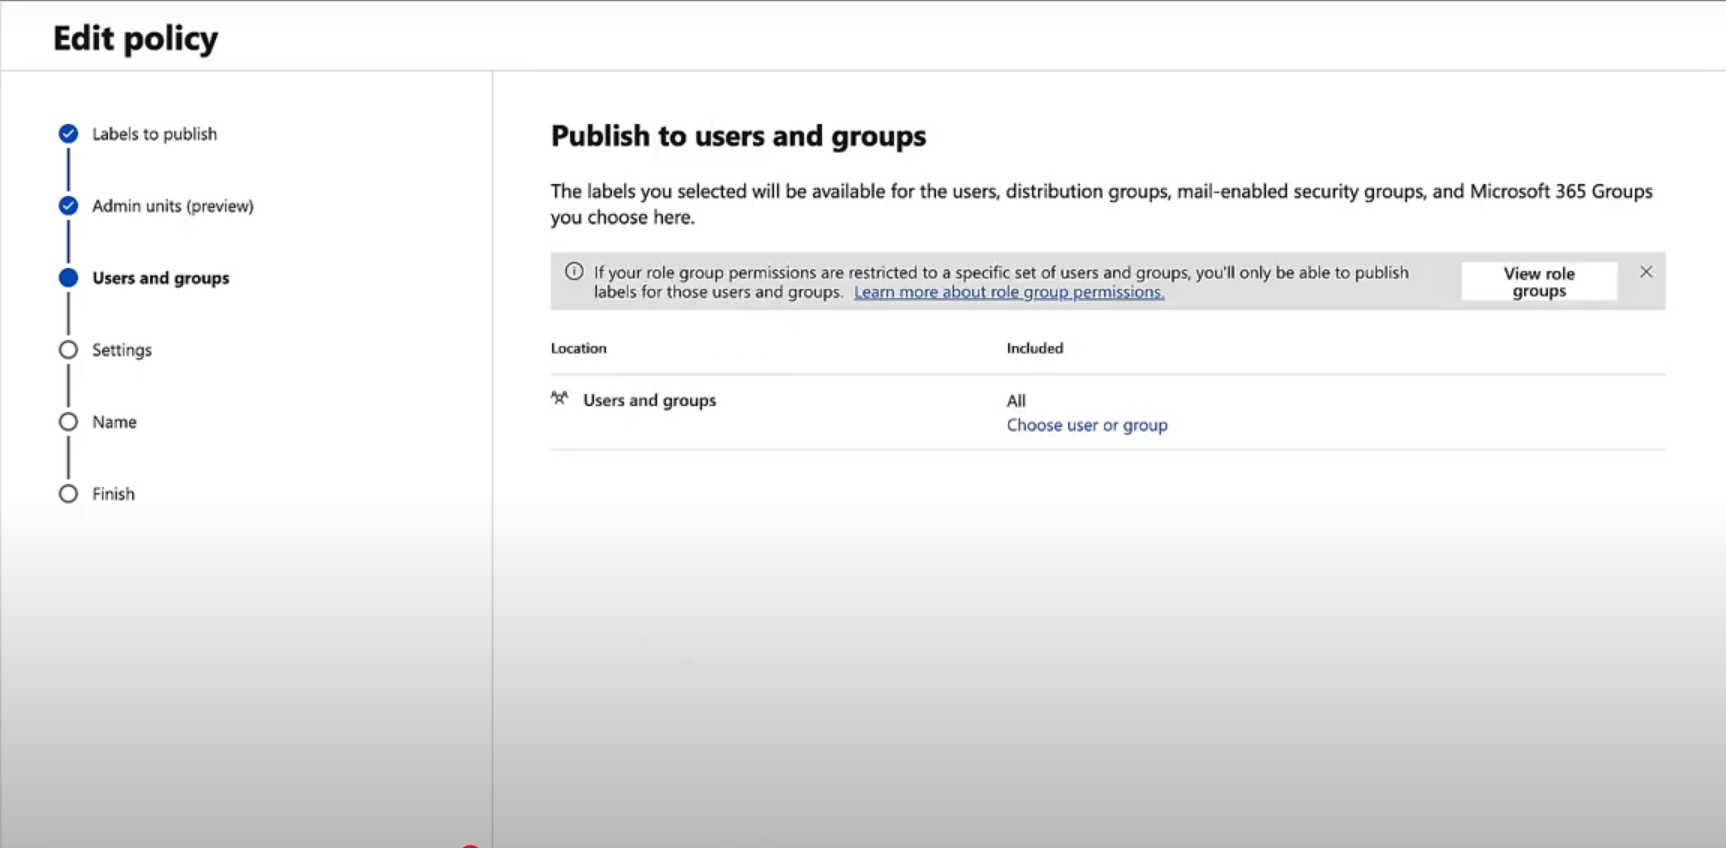 Edit policy
Labels to publish
Admin units (preview)
Users and groups
Settings
Name
Finish
Publish to users and groups
The labels you selected will be available for the users, distribution groups, mail-enabled security groups, and Microsoft 365 Groups
you choose here.
If your role group permissions are restricted to a specific set of users and groups, you'll only be able to publish
labels for those users and groups. Learn more about role group permissions.
View role
groups
Location Included
Users and groups All
Choose user or group